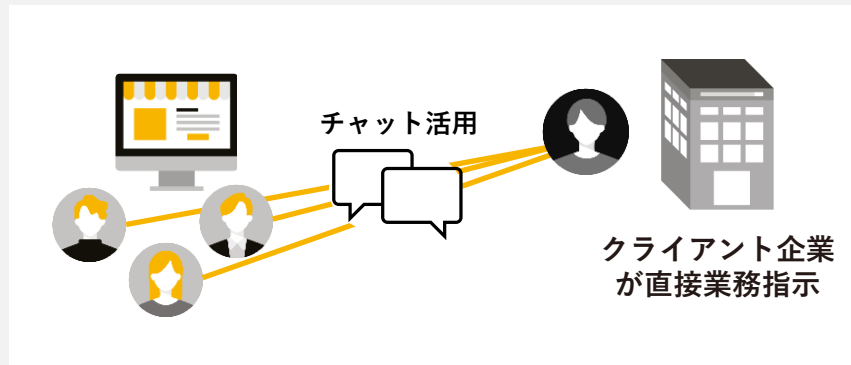 チャット活用
クライアント企業
が直接業務指示